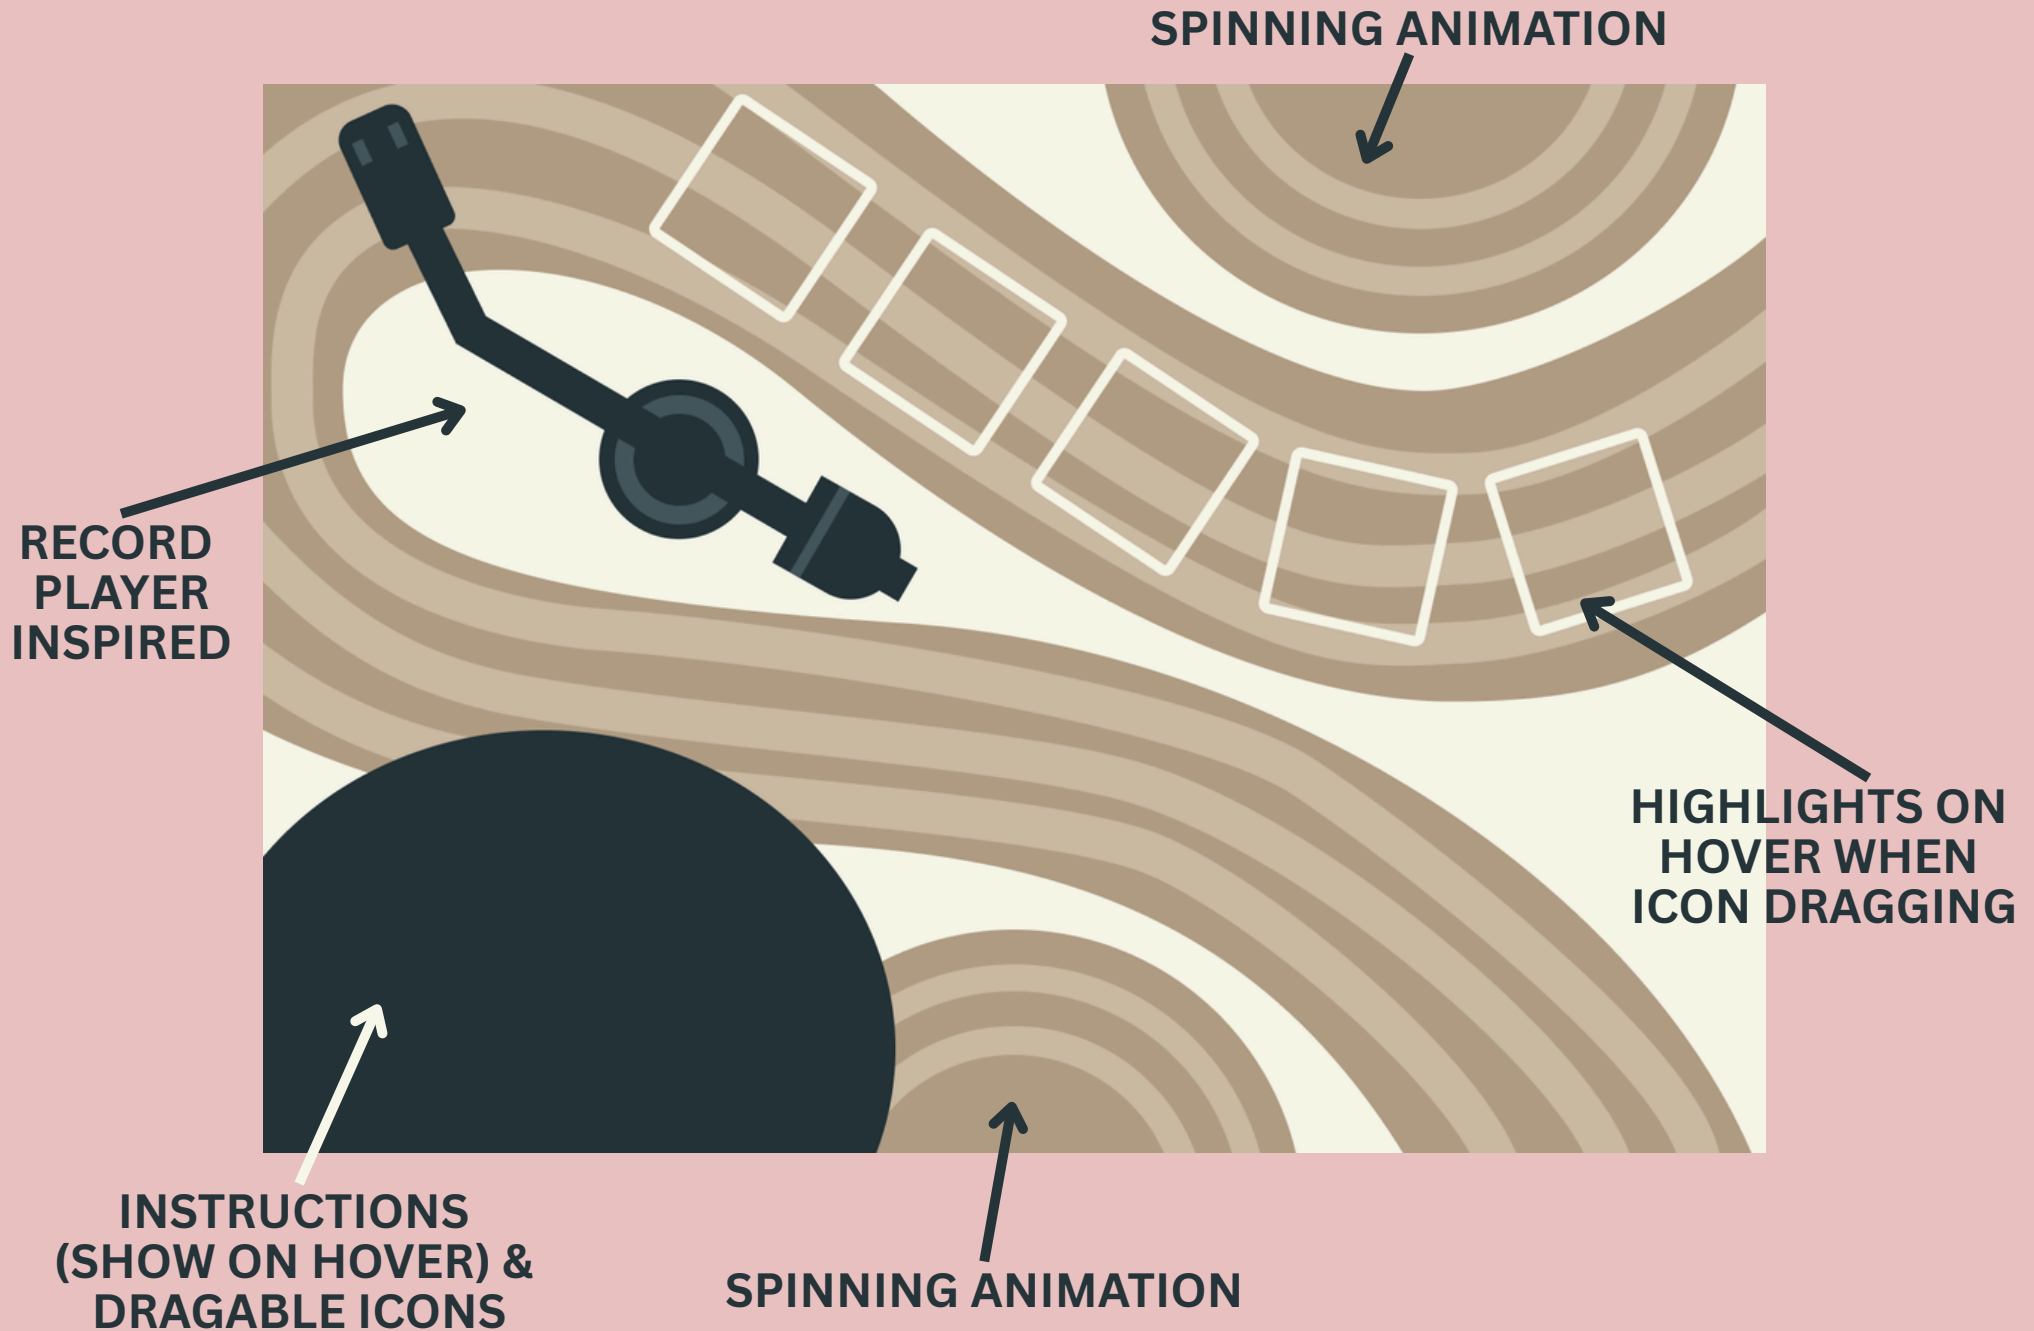 SPINNING ANIMATION
RECORD
PLAYER
INSPIRED
HIGHLIGHTS ON
HOVER WHEN
ICON DRAGGING
INSTRUCTIONS
(SHOW ON HOVER) &
DRAGABLE ICONS
SPINNING ANIMATION